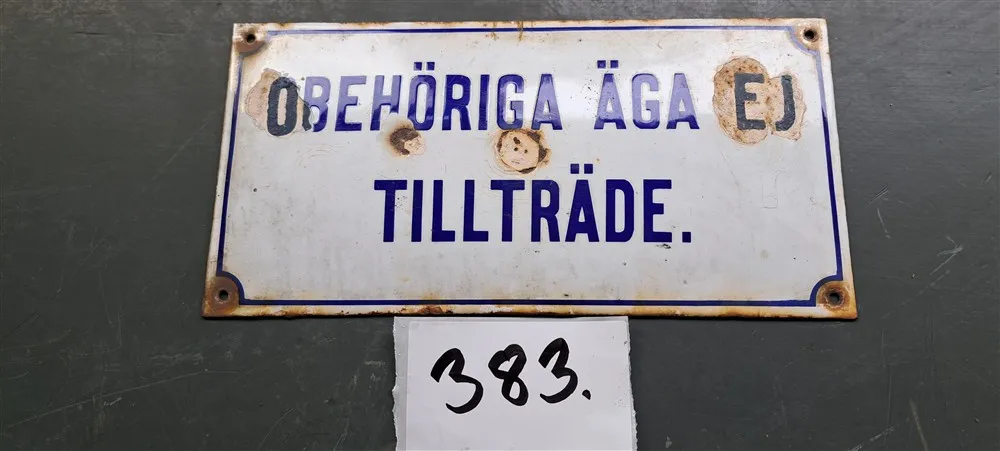 OBEHÖRIGA ÄGA EJ
TILLTRÄDE.
383.